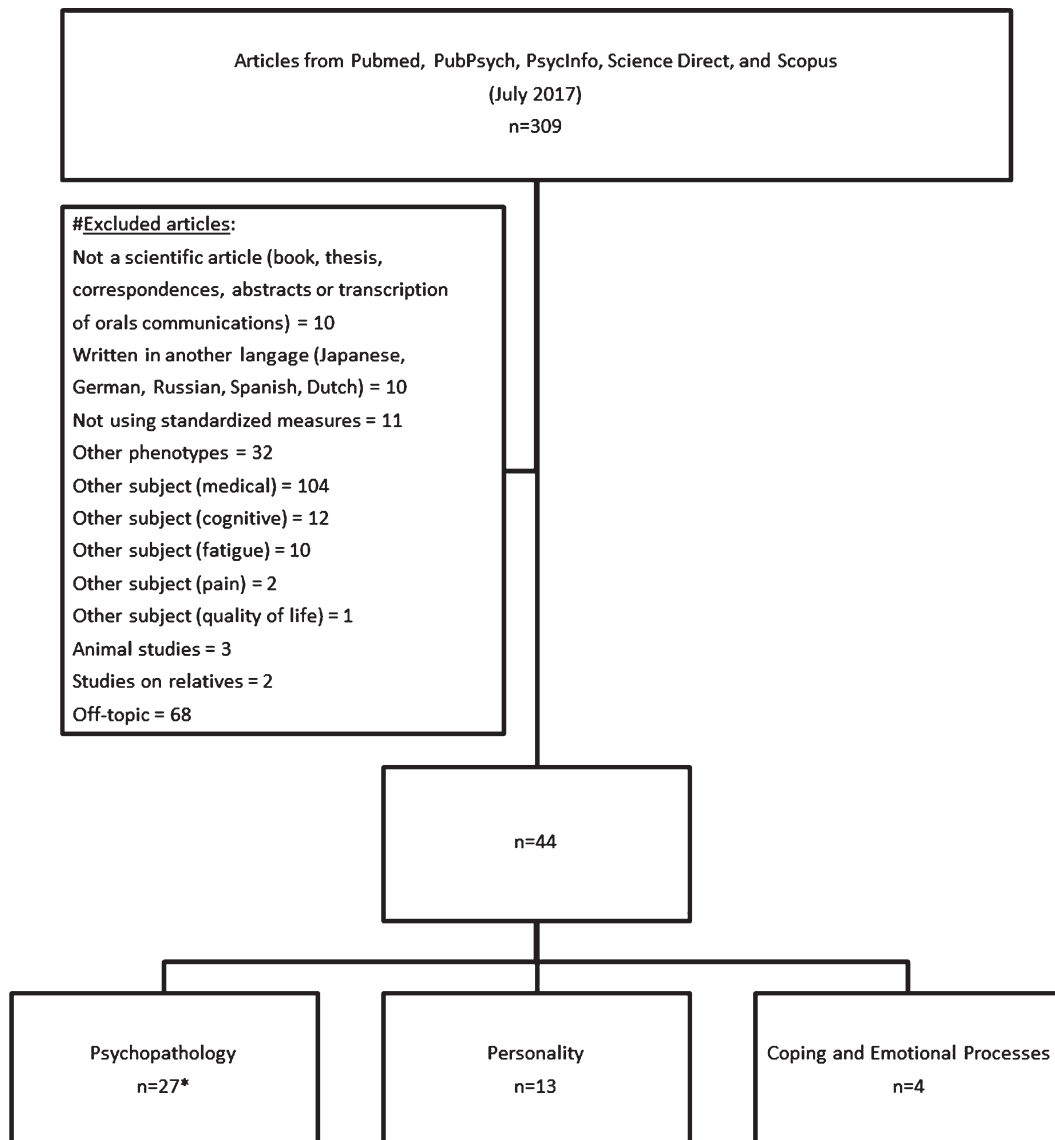 Articles from Pubmed, PubPsych, PsycInfo, Science Direct, and Scopus
(July 2017)
n=309
#Excluded articles:
Not a scientific article (book, thesis,
correspondences, abstracts or transcription
of orals communications) = 10
Written in another langage (Japanese,
German, Russian, Spanish, Dutch) = 10
Not using standardized measures = 11
Other phenotypes = 32
Other subject (medical) = 104
Other subject (cognitive) = 12
Other subject (fatigue) = 10
Other subject (pain) = 2
Other subject (quality of life) = 1
Animal studies = 3
Studies on relatives = 2
Off-topic = 68
n=44
Psychopathology
n=27*
Personality
n=13
Coping and Emotional Processes
n=4